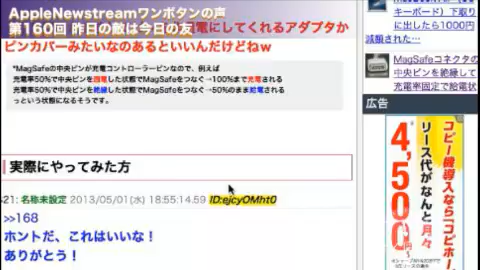 AppleNewstreamワンボタンの声
第160回 昨日の敵は今日の友
にしてくれるアダプタか
ピンカバーみたいなのあるといいんだけどねw
*MagSafeの中央ピンが充電コントローラーピンなので、例えば
充電率50%で中央ピンを通電した状態でMagSafeをつなぐ→100%まで充電される
充電率50%で中央ピンを絶縁した状態でMagSafeをつなぐ→50%のまま給電される
っという状態になるそうです。
実際にやってみた方
21: 名称未設定 2013/05/01(水) 18:55:14.59 ID:ejcyOMht0
>>168
ホントだ、これはいいな！
ありがとう！
キーボード) 下取り
に出したら1000円
減額された…
MagSafeコネクタの
中央ピンを絶縁して
充電率固定で給電状
広告
コピー機導入なら「コピホー
リース代がなんと月々
4,500円